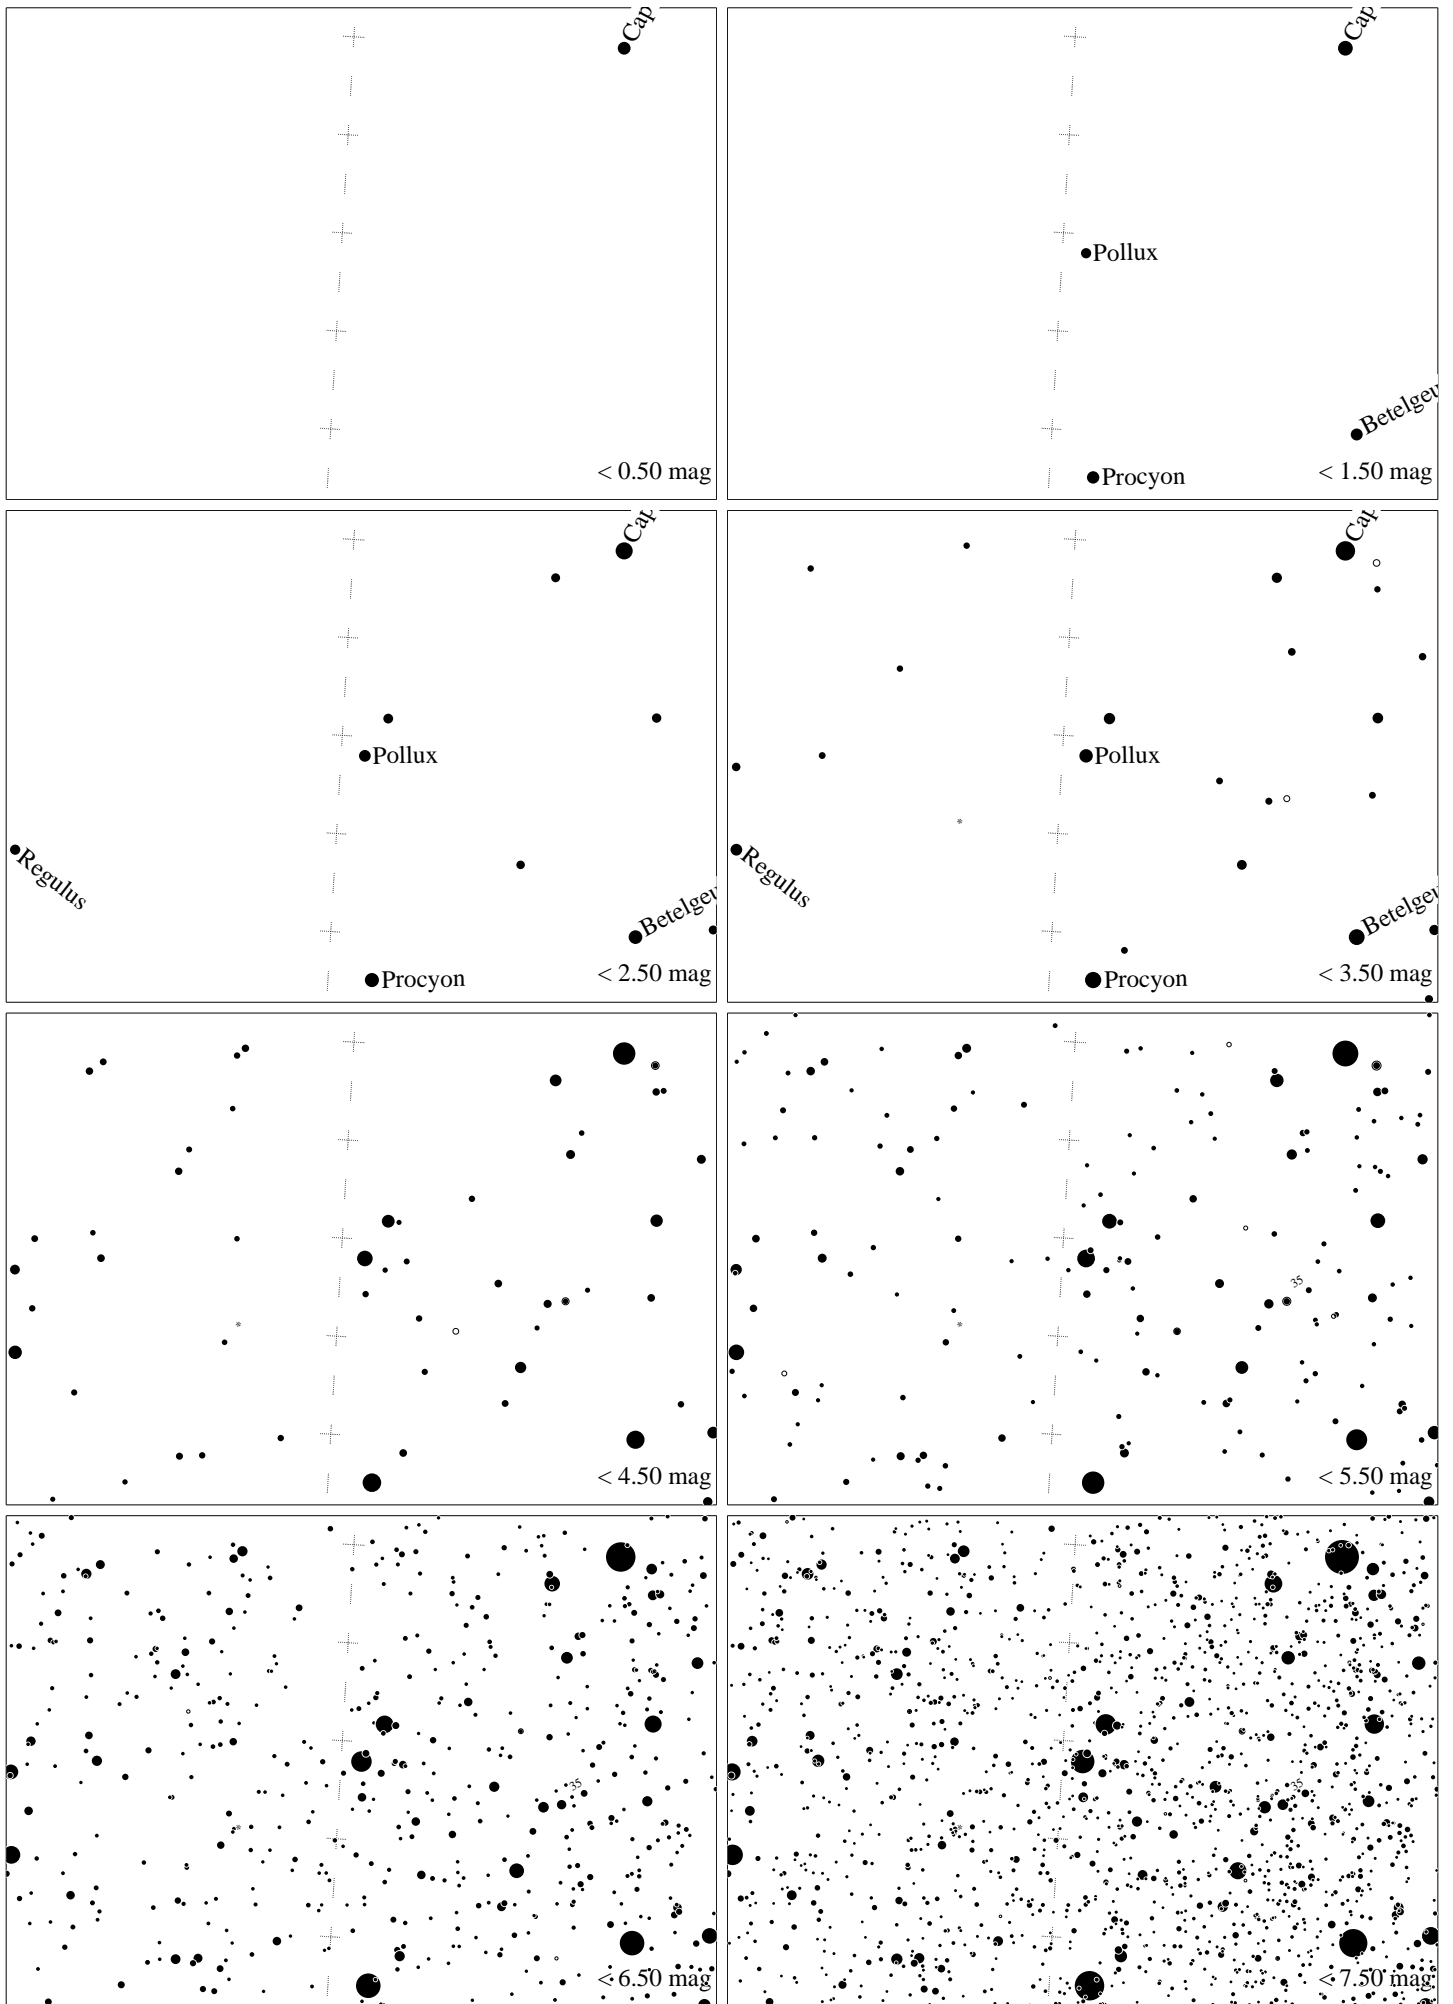 Cap
< 0.50 mag
Cap
Pollux
Betelgeu
Procyon
< 1.50 mag
Cap
Pollux
Regulus
Betelgeu
Procyon
< 2.50 mag
Cap
Pollux
Regulus
Betelgeu
Procyon
< 3.50 mag
< 4.50 mag
35
< 5.50 mag
35
< 6.50 mag
35
< 7.50 mag